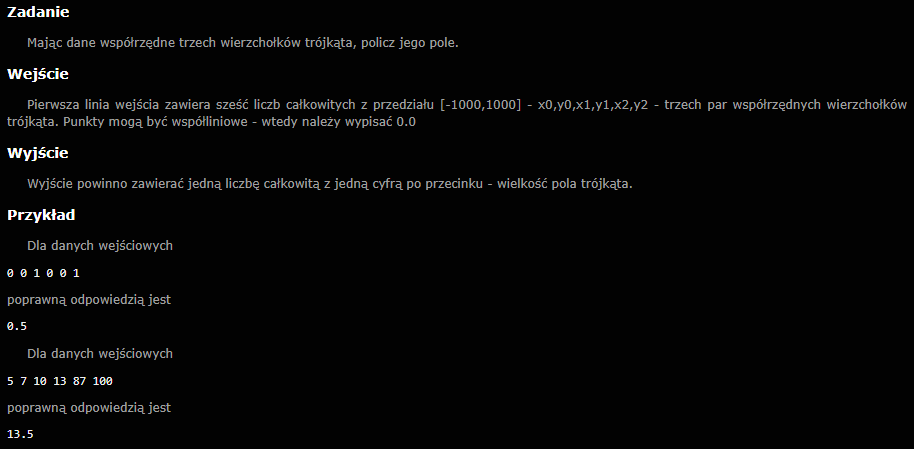 Zadanie
Mając dane współrzędne trzech wierzchołków trójkąta, policz jego pole.
Wejście
Pierwsza linia wejścia zawiera sześć liczb całkowitych z przedziału [-1000,1000] - x0,y0,x1,y1,x2,y2 - trzech par współrzędnych wierzchołków
trójkąta. Punkty mogą być współliniowe - wtedy należy wypisać 0.0
Wyjście
Wyjście powinno zawierać jedną liczbę całkowitą z jedną cyfrą po przecinku - wielkość pola trójkąta.
Przykład
Dla danych wejściowych
0 0 1 0 0 1
poprawną odpowiedzią jest
0.5
Dla danych wejściowych
5 7 10 13 87 100
poprawną odpowiedzią jest
13.5